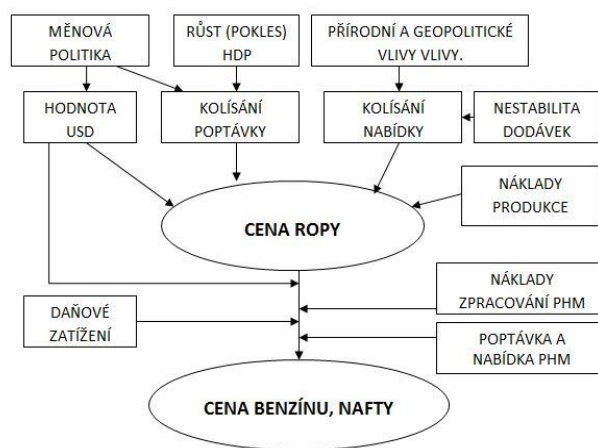 MĚNOVÁ
POLITIKA
RŮST (POKLES)
HDP
PŘÍRODNÍ A GEOPOLITICKÉ
VLIVY VLIVY.
HODNOTA
USD
KOLÍSÁNÍ
POPTÁVKY
KOLÍSÁNÍ
NABÍDKY
NESTABILITA
DODÁVEK
NÁKLADY
PRODUKCE
CENA ROPY
NÁKLADY
ZPRACOVÁNÍ PHM
DAŇOVÉ
ZATÍŽENÍ
POPTÁVKA A
NABÍDKA PHM
CENA BENZÍNU, NAFTY